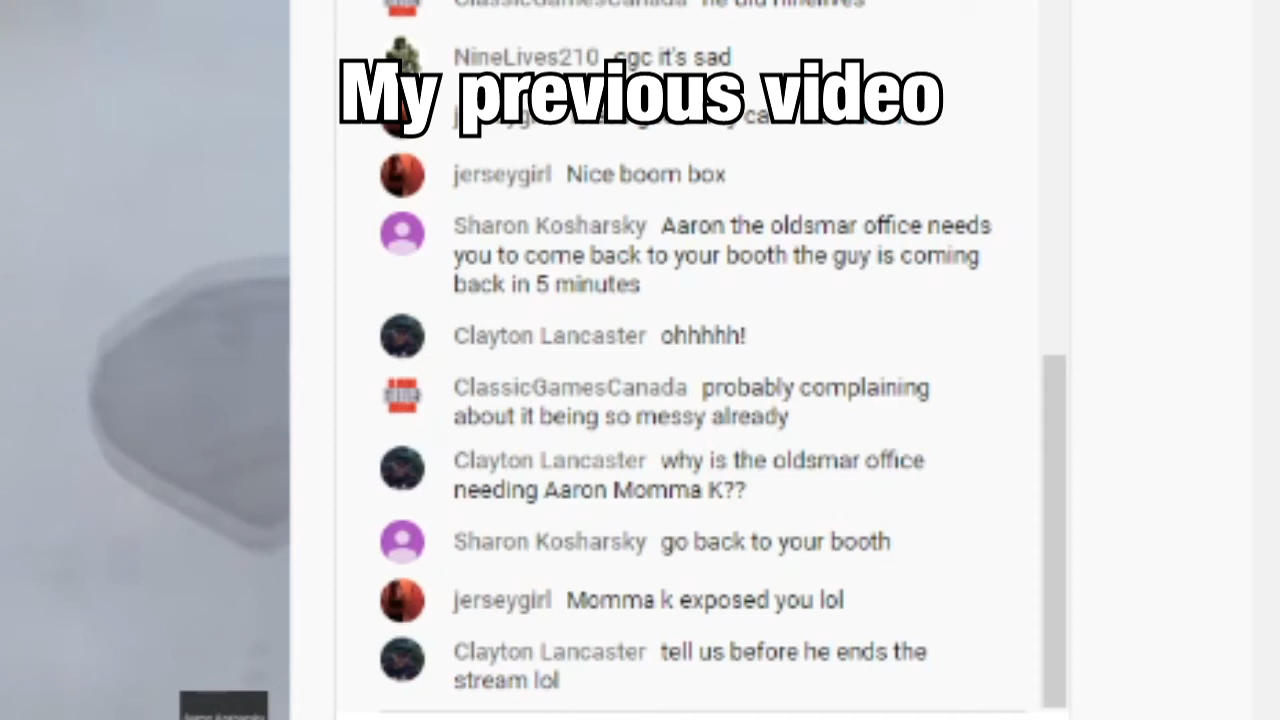 ClassicGamesCanada he did ninelives
NineLives210 cgc it's sad
My previous video
jerseygirl Nice boom box
Sharon Kosharsky Aaron the oldsmar office needs
you to come back to your booth the guy is coming
back in 5 minutes
Clayton Lancaster ohhhhh!
ClassicGamesCanada probably complaining
about it being so messy already
Clayton Lancaster why is the oldsmar office
needing Aaron Momma K??
Sharon Kosharsky go back to your booth
jerseygirl Momma k exposed you lol
Clayton Lancaster tell us before he ends the
stream lol